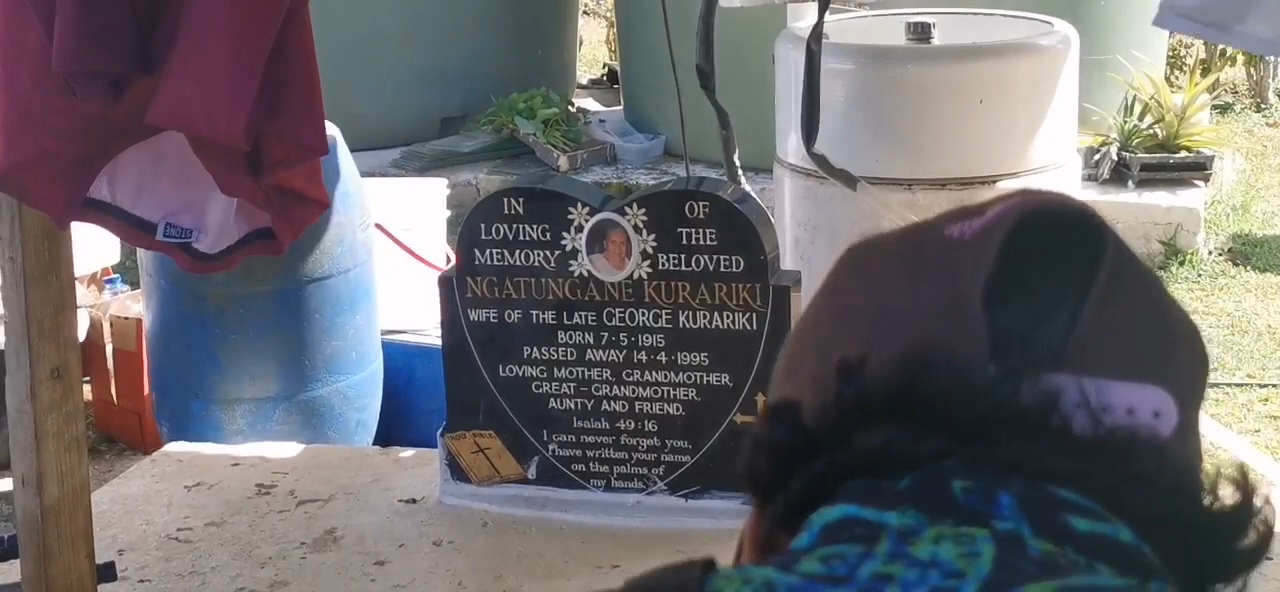 IN
LOVING
MEMORY
OF
THE
BELOVED
NGATUNGANE KURARIKI
WIFE OF THE LATE GEORGE KURARIKI
BORN 7·5·1915
PASSED AWAY 14·4·1995
LOVING MOTHER, GRANDMOTHER,
GREAT-GRANDMOTHER,
AUNTY AND FRIEND.
Isaiah 49:16
I can never forget you,
I have written your name
on the palms of
my hands.
HOLY BIBLE
STONE